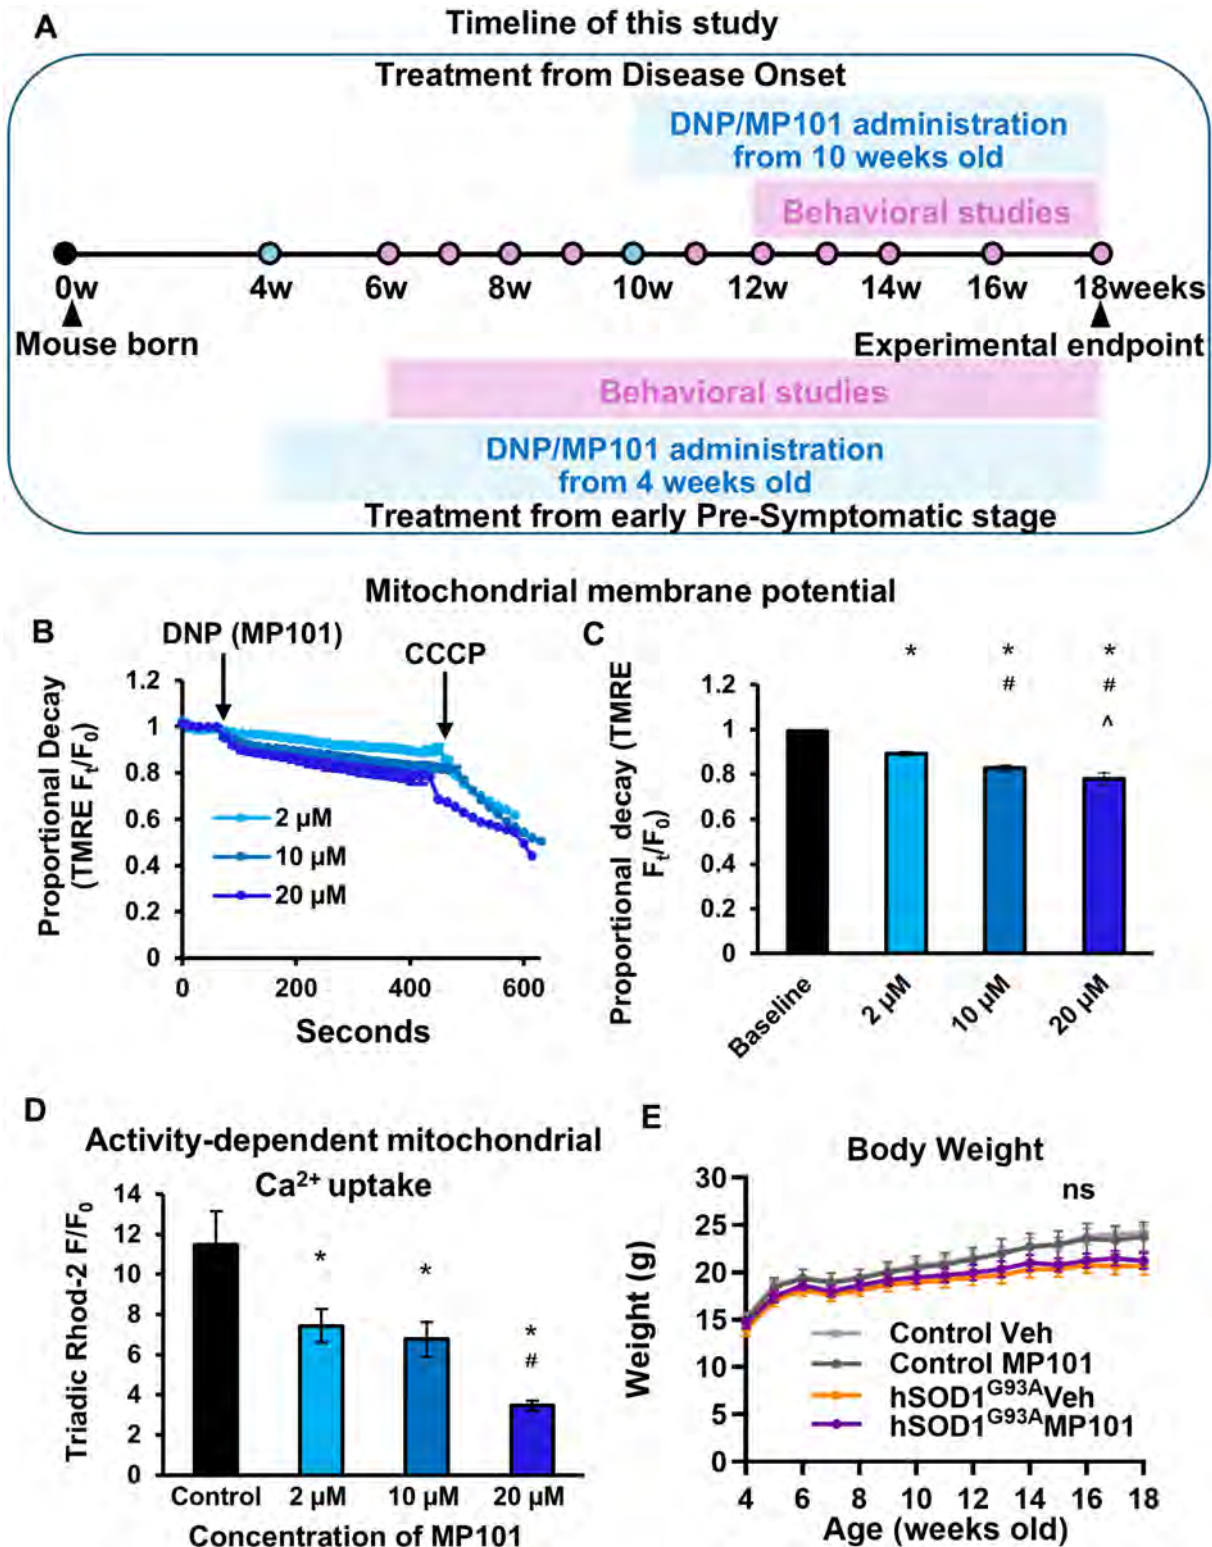 A
Timeline of this study
Treatment from Disease Onset
DNP/MP101 administration
from 10 weeks old
Behavioral studies
0w 4w 6w 8w 10w 12w 14w 16w 18weeks
Mouse born
Experimental endpoint
Behavioral studies
DNP/MP101 administration
from 4 weeks old
Treatment from early Pre-Symptomatic stage
Mitochondrial membrane potential
B
DNP (MP101)
CCCP
Proportional Decay
(TMRE Fₜ/F₀)
1.2
1
0.8
0.6
0.4
0.2
0
2 µM
10 µM
20 µM
0 200 400 600
Seconds
C
Proportional decay (TMRE
Fₜ/F₀)
* * *
# #
^
1.2
1
0.8
0.6
0.4
0.2
0
Baseline 2 µM 10 µM 20 µM
D
Activity-dependent mitochondrial
Ca²⁺ uptake
Triadic Rhod-2 F/F₀
14
12
10
8
6
4
2
0
* * *
#
Control 2 µM 10 µM 20 µM
Concentration of MP101
E
Body Weight
ns
Weight (g)
30
25
20
15
10
5
0
Control Veh
Control MP101
hSOD1ᴳ⁹³ᴬVeh
hSOD1ᴳ⁹³ᴬMP101
4 6 8 10 12 14 16 18
Age (weeks old)